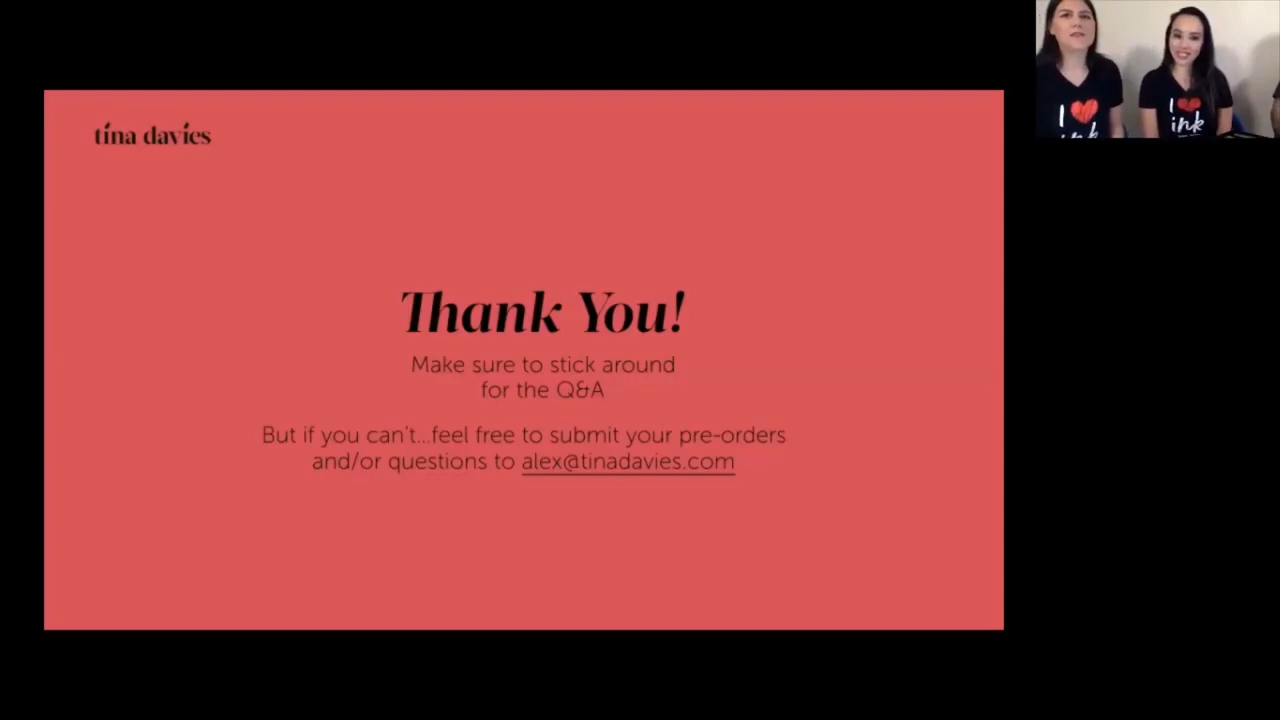 tina davies
Thank You!
Make sure to stick around
for the Q&A
But if you can't...feel free to submit your pre-orders
and/or questions to alex@tinadavies.com
I
ink
I
ink